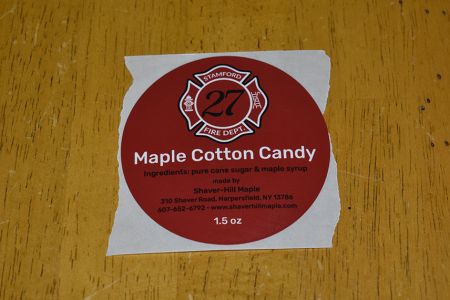 STAMFORD
27
FIRE DEPT.
Maple Cotton Candy
Ingredients: pure cane sugar & maple syrup
made by
Shaver-Hill Maple
310 Shaver Road, Harpersfield, NY 13786
607-652-6792 • www.shaverhillmaple.com
1.5 oz